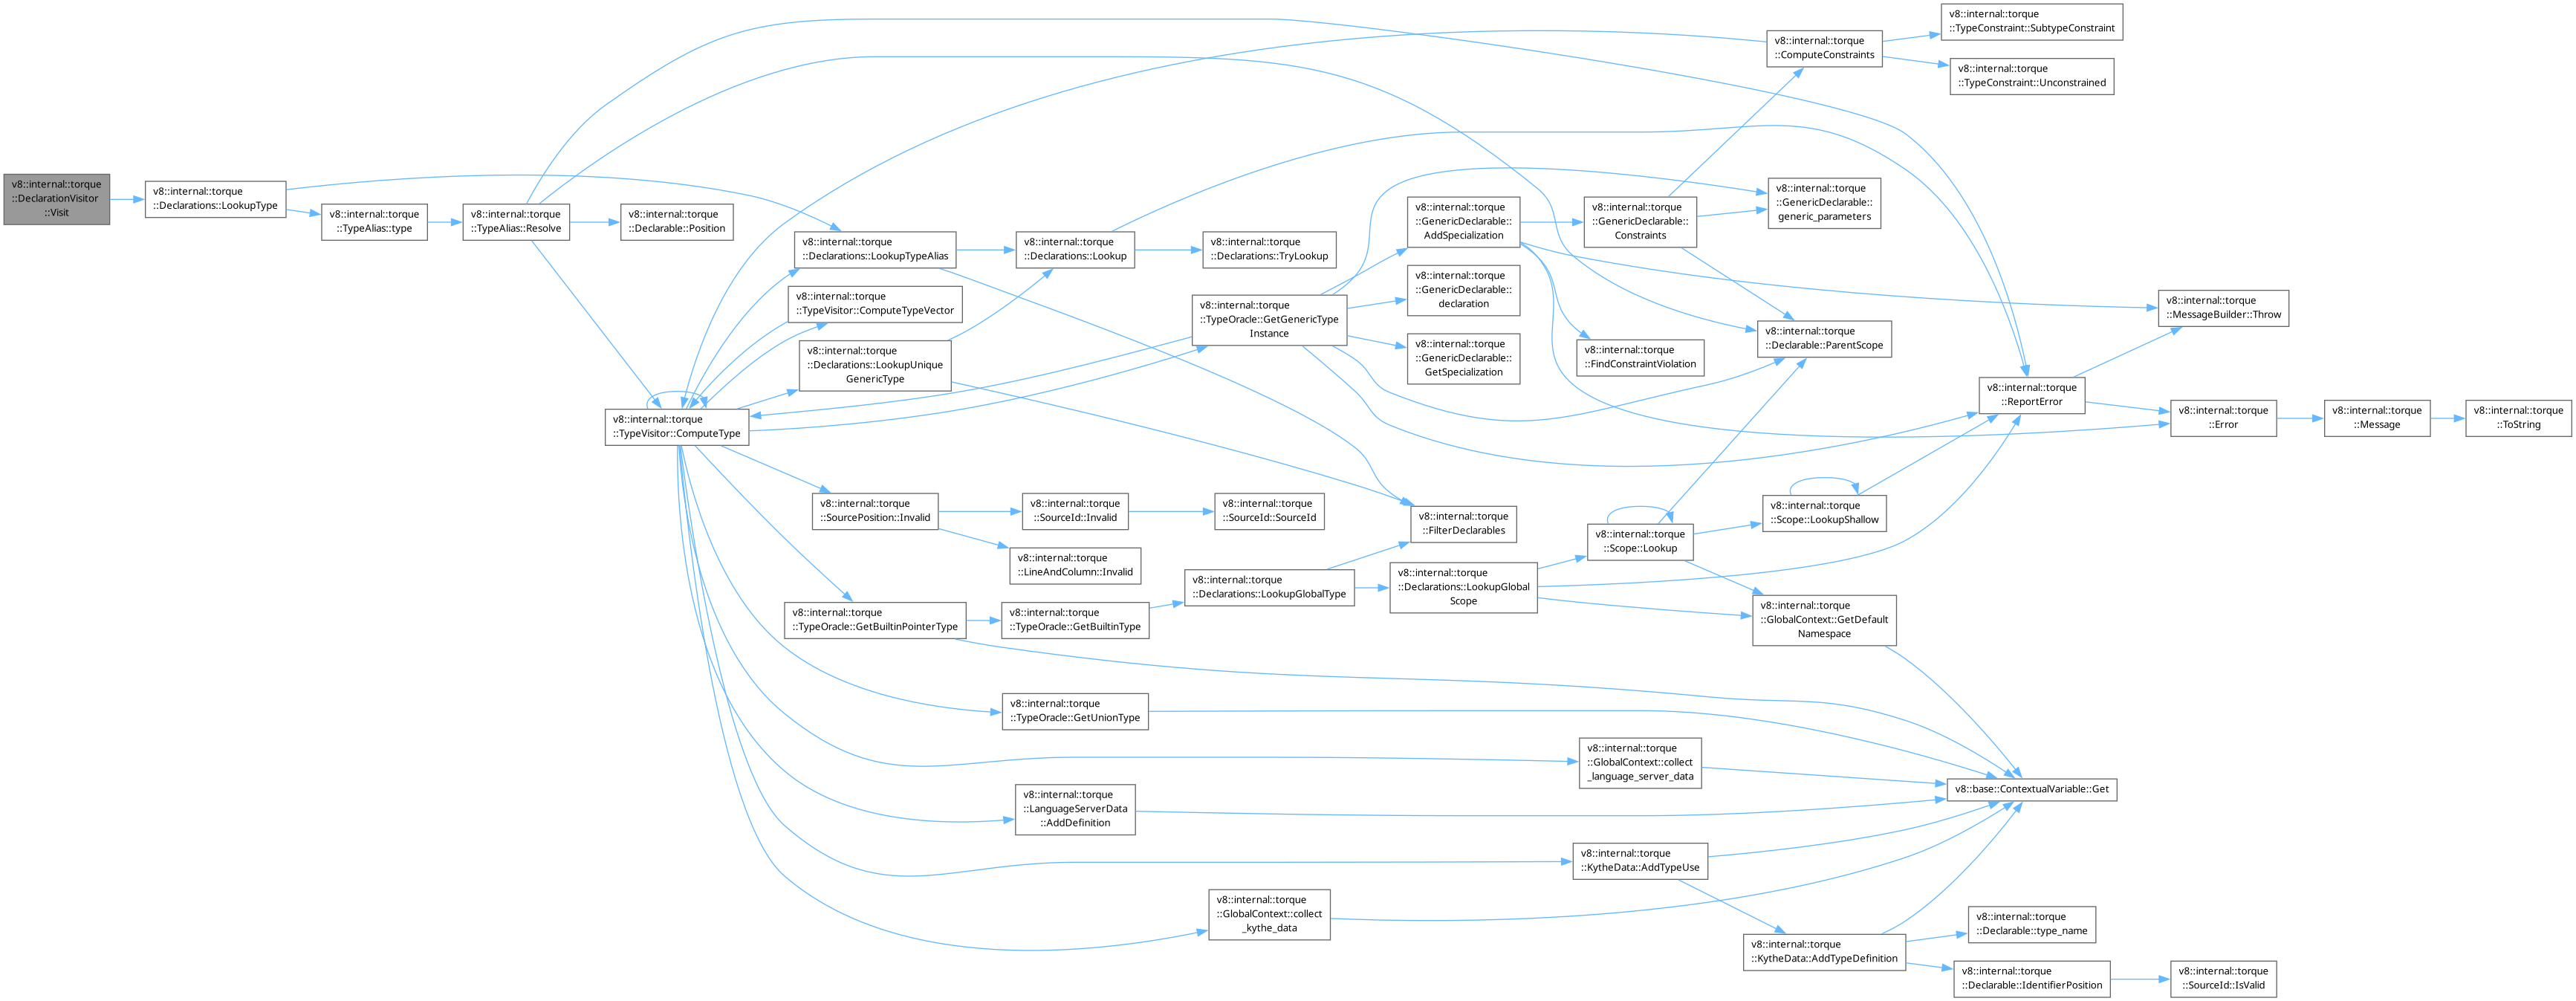 v8::internal::torque
::DeclarationVisitor
::Visit
v8::internal::torque
::Declarations::LookupType
v8::internal::torque
::TypeAlias::type
v8::internal::torque
::TypeAlias::Resolve
v8::internal::torque
::Declarable::Position
v8::internal::torque
::TypeVisitor::ComputeType
v8::internal::torque
::Declarations::LookupTypeAlias
v8::internal::torque
::TypeVisitor::ComputeTypeVector
v8::internal::torque
::Declarations::LookupUnique
GenericType
v8::internal::torque
::SourcePosition::Invalid
v8::internal::torque
::TypeOracle::GetBuiltinPointerType
v8::internal::torque
::Declarations::Lookup
v8::internal::torque
::SourceId::Invalid
v8::internal::torque
::LineAndColumn::Invalid
v8::internal::torque
::TypeOracle::GetBuiltinType
v8::internal::torque
::TypeOracle::GetUnionType
v8::internal::torque
::LanguageServerData
::AddDefinition
v8::internal::torque
::Declarations::TryLookup
v8::internal::torque
::TypeOracle::GetGenericType
Instance
v8::internal::torque
::SourceId::SourceId
v8::internal::torque
::Declarations::LookupGlobalType
v8::internal::torque
::GlobalContext::collect
_kythe_data
v8::internal::torque
::GenericDeclarable::
AddSpecialization
v8::internal::torque
::GenericDeclarable::
declaration
v8::internal::torque
::GenericDeclarable::
GetSpecialization
v8::internal::torque
::FilterDeclarables
v8::internal::torque
::Declarations::LookupGlobal
Scope
v8::internal::torque
::GenericDeclarable::
Constraints
v8::internal::torque
::FindConstraintViolation
v8::internal::torque
::Scope::Lookup
v8::internal::torque
::GlobalContext::collect
_language_server_data
v8::internal::torque
::KytheData::AddTypeUse
v8::internal::torque
::ComputeConstraints
v8::internal::torque
::GenericDeclarable::
generic_parameters
v8::internal::torque
::Declarable::ParentScope
v8::internal::torque
::Scope::LookupShallow
v8::internal::torque
::GlobalContext::GetDefault
Namespace
v8::internal::torque
::KytheData::AddTypeDefinition
v8::internal::torque
::TypeConstraint::SubtypeConstraint
v8::internal::torque
::TypeConstraint::Unconstrained
v8::internal::torque
::ReportError
v8::base::ContextualVariable::Get
v8::internal::torque
::Declarable::type_name
v8::internal::torque
::Declarable::IdentifierPosition
v8::internal::torque
::MessageBuilder::Throw
v8::internal::torque
::Error
v8::internal::torque
::SourceId::IsValid
v8::internal::torque
::Message
v8::internal::torque
::ToString